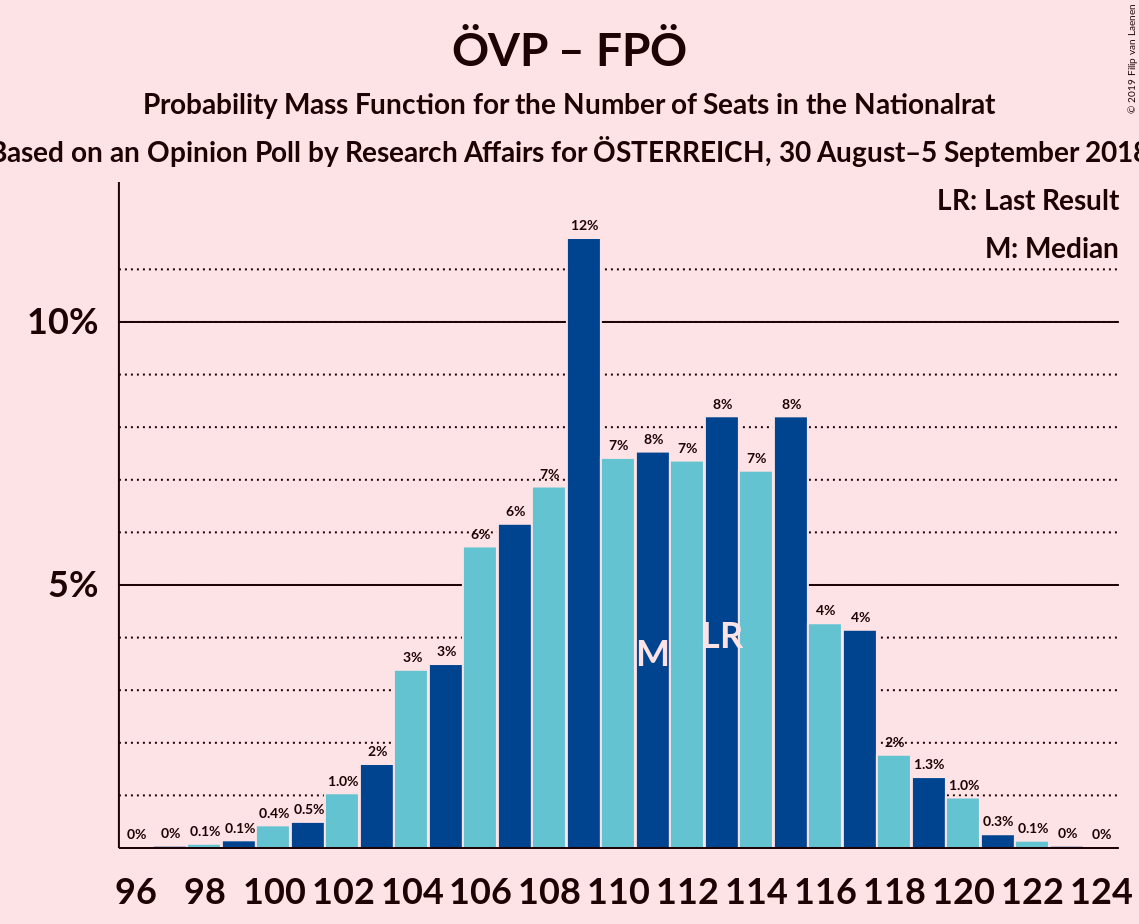 ÖVP – FPÖ
Probability Mass Function for the Number of Seats in the Nationalrat
Based on an Opinion Poll by Research Affairs for ÖSTERREICH, 30 August–5 September 2018
© 2019 Filip van Laenen
LR: Last Result
M: Median
10%
5%
0% 0% 0.1% 0.1% 0.4% 0.5% 1.0% 2% 3% 3% 6% 6% 7% 12% 7% 8% 7% 8% 7% 8% 4% 4% 2% 1.3% 1.0% 0.3% 0.1% 0% 0%
M LR
96 98 100 102 104 106 108 110 112 114 116 118 120 122 124